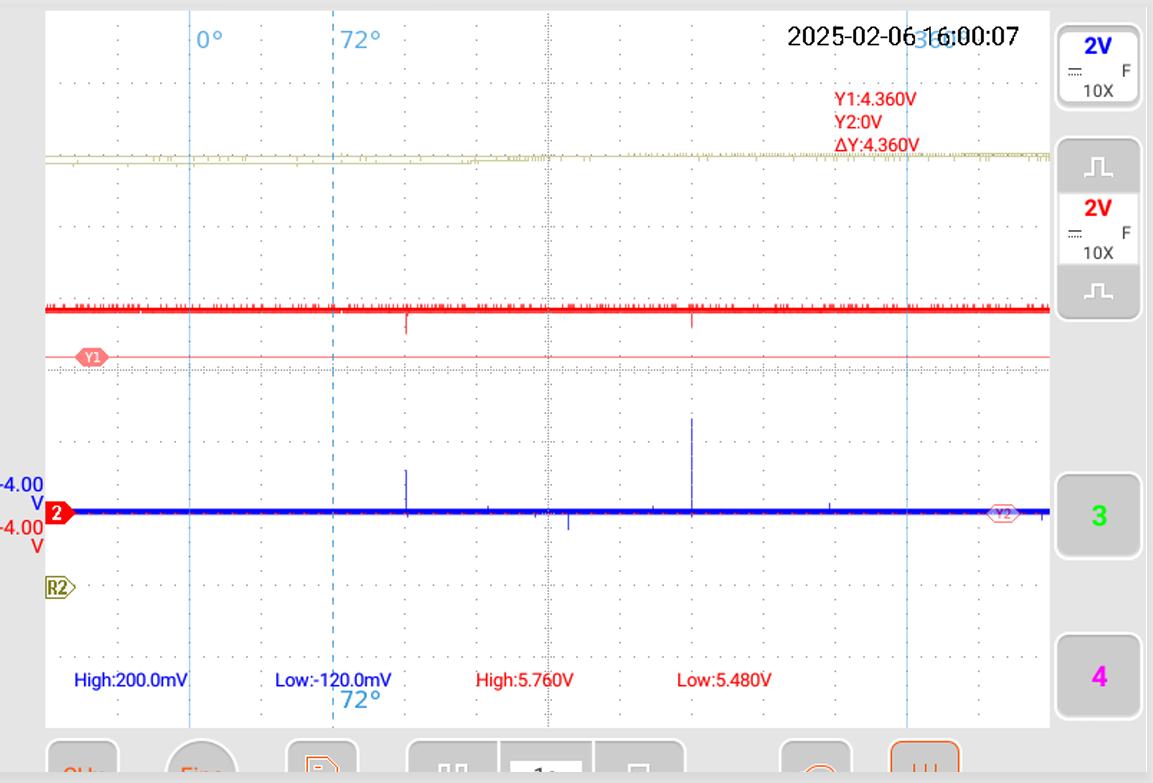 0°
72°
2025-02-06 16:00:07
360°
Y1:4.360V
Y2:0V
ΔY:4.360V
2V
F
10X
2V
F
10X
Y1
-4.00
V
2
-4.00
V
Y2
3
R2
High:200.0mV
Low:-120.0mV
High:5.760V
Low:5.480V
72°
4